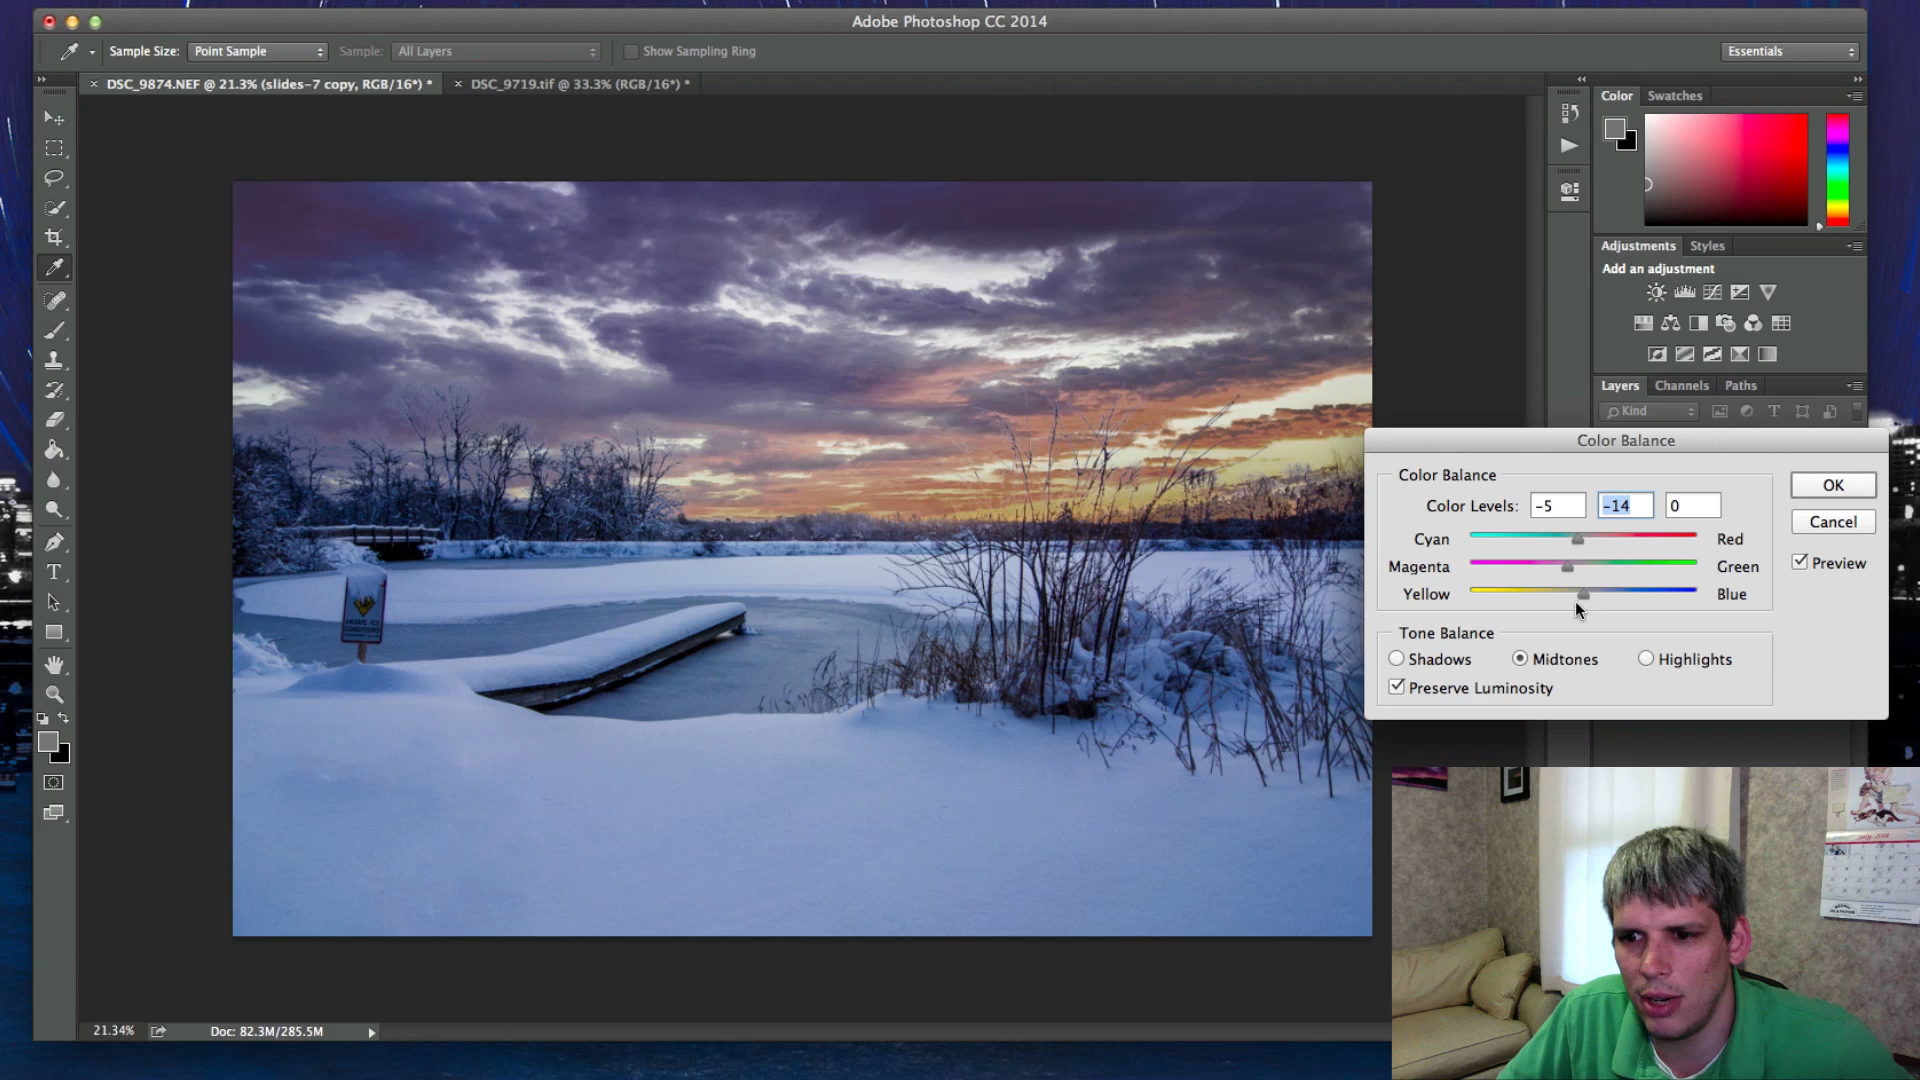 Adobe Photoshop CC 2014
Sample Size: Point Sample Sample: All Layers Show Sampling Ring Essentials
× DSC_9874.NEF @ 21.3% (slides-7 copy, RGB/16*) * × DSC_9719.tif @ 33.3% (RGB/16*) *
Color Swatches
Adjustments Styles
Add an adjustment
Layers Channels Paths
Kind
Color Balance
Color Balance
Color Levels: -5 -14 0
Cyan Red
Magenta Green
Yellow Blue
Tone Balance
Shadows Midtones Highlights
Preserve Luminosity
OK
Cancel
Preview
UNSAFE ICE
CONDITIONS
21.34% Doc: 82.3M/285.5M